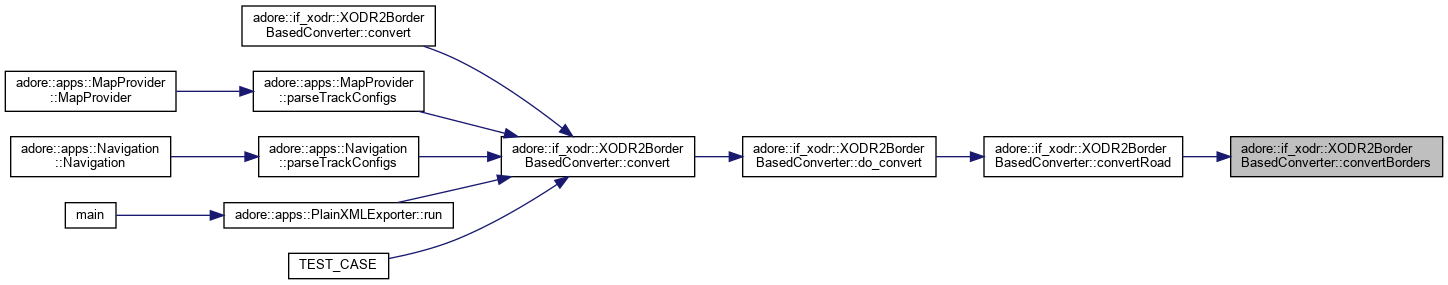 adore::if_xodr::XODR2Border
BasedConverter::convert
adore::apps::MapProvider
::MapProvider
adore::apps::MapProvider
::parseTrackConfigs
adore::apps::Navigation
::Navigation
adore::apps::Navigation
::parseTrackConfigs
adore::if_xodr::XODR2Border
BasedConverter::convert
adore::if_xodr::XODR2Border
BasedConverter::do_convert
adore::if_xodr::XODR2Border
BasedConverter::convertRoad
adore::if_xodr::XODR2Border
BasedConverter::convertBorders
main
adore::apps::PlainXMLExporter::run
TEST_CASE